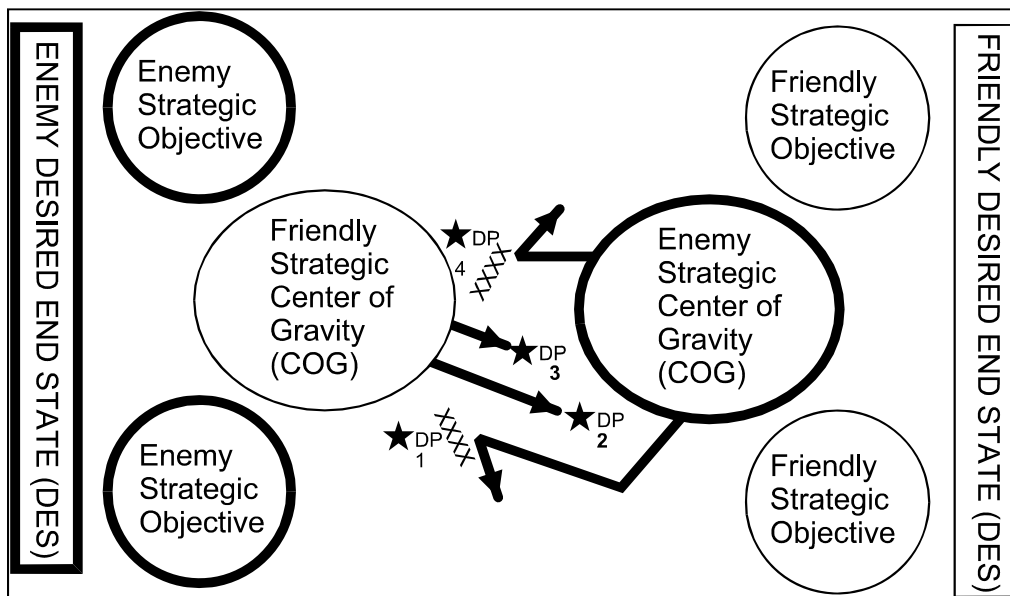 ENEMY DESIRED END STATE (DES)
Enemy
Strategic
Objective
Friendly
Strategic
Center of
Gravity
(COG)
Enemy
Strategic
Objective
DP
4
XXXX
DP
3
DP
2
XXXX
DP
1
Enemy
Strategic
Center of
Gravity
(COG)
Friendly
Strategic
Objective
Friendly
Strategic
Objective
FRIENDLY DESIRED END STATE (DES)